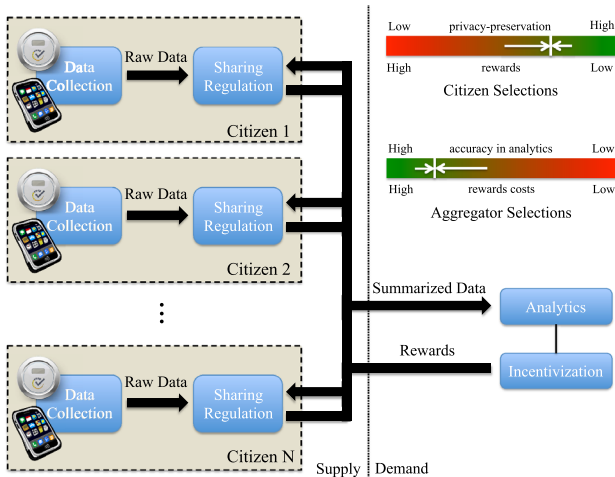 Data
Collection
Raw Data
Sharing
Regulation
Citizen 1
Data
Collection
Raw Data
Sharing
Regulation
Citizen 2
Data
Collection
Raw Data
Sharing
Regulation
Citizen N
Supply
Demand
Low privacy-preservation High
High rewards Low
Citizen Selections
High accuracy in analytics Low
High rewards costs Low
Aggregator Selections
Summarized Data
Analytics
Rewards
Incentivization